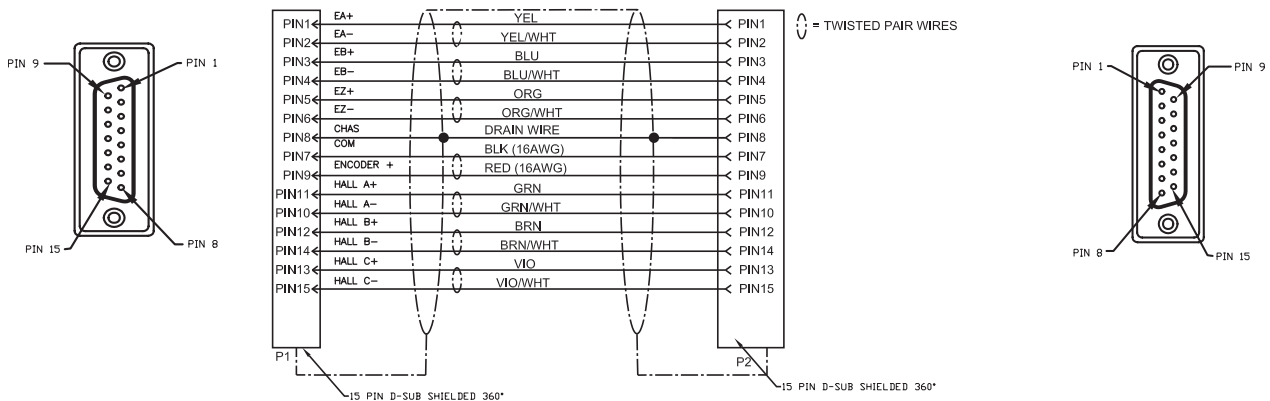 PIN 9
PIN 1
PIN 15
PIN 8
PIN1 EA+ YEL PIN1
PIN2 EA- YEL/WHT PIN2
PIN3 EB+ BLU PIN3
PIN4 EB- BLU/WHT PIN4
PIN5 EZ+ ORG PIN5
PIN6 EZ- ORG/WHT PIN6
PIN8 CHAS DRAIN WIRE PIN8
PIN7 COM BLK (16AWG) PIN7
PIN9 ENCODER + RED (16AWG) PIN9
PIN11 HALL A+ GRN PIN11
PIN10 HALL A- GRN/WHT PIN10
PIN12 HALL B+ BRN PIN12
PIN14 HALL B- BRN/WHT PIN14
PIN13 HALL C+ VIO PIN13
PIN15 HALL C- VIO/WHT PIN15
P1
P2
15 PIN D-SUB SHIELDED 360°
15 PIN D-SUB SHIELDED 360°
= TWISTED PAIR WIRES
PIN 1
PIN 9
PIN 8
PIN 15